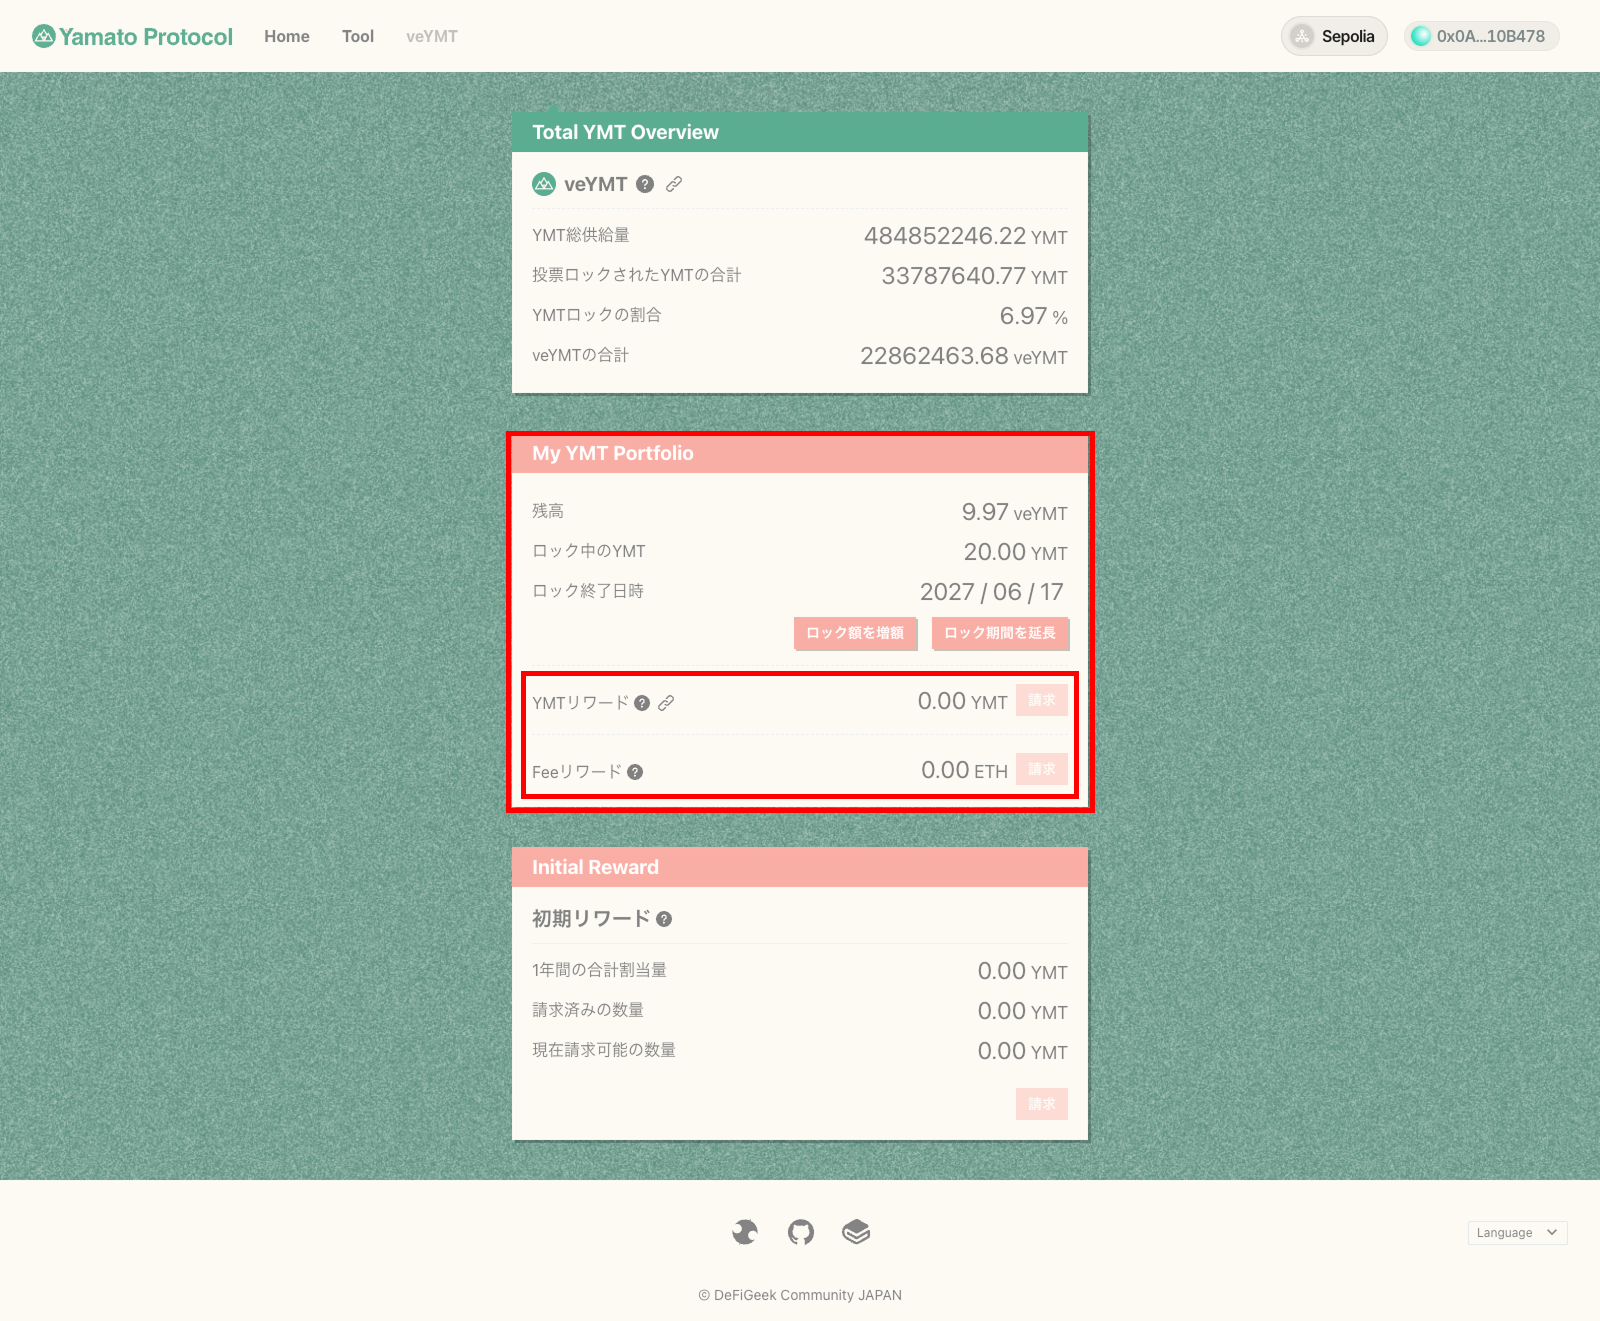 Yamato Protocol Home Tool veYMT Sepolia 0x0A...10B478
Total YMT Overview
veYMT
YMT総供給量 484852246.22 YMT
投票ロックされたYMTの合計 33787640.77 YMT
YMTロックの割合 6.97 %
veYMTの合計 22862463.68 veYMT
My YMT Portfolio
残高 9.97 veYMT
ロック中のYMT 20.00 YMT
ロック終了日時 2027 / 06 / 17
ロック額を増額 ロック期間を延長
YMTリワード 0.00 YMT 請求
Feeリワード 0.00 ETH 請求
Initial Reward
初期リワード
1年間の合計割当量 0.00 YMT
請求済みの数量 0.00 YMT
現在請求可能の数量 0.00 YMT
請求
Language
© DeFiGeek Community JAPAN